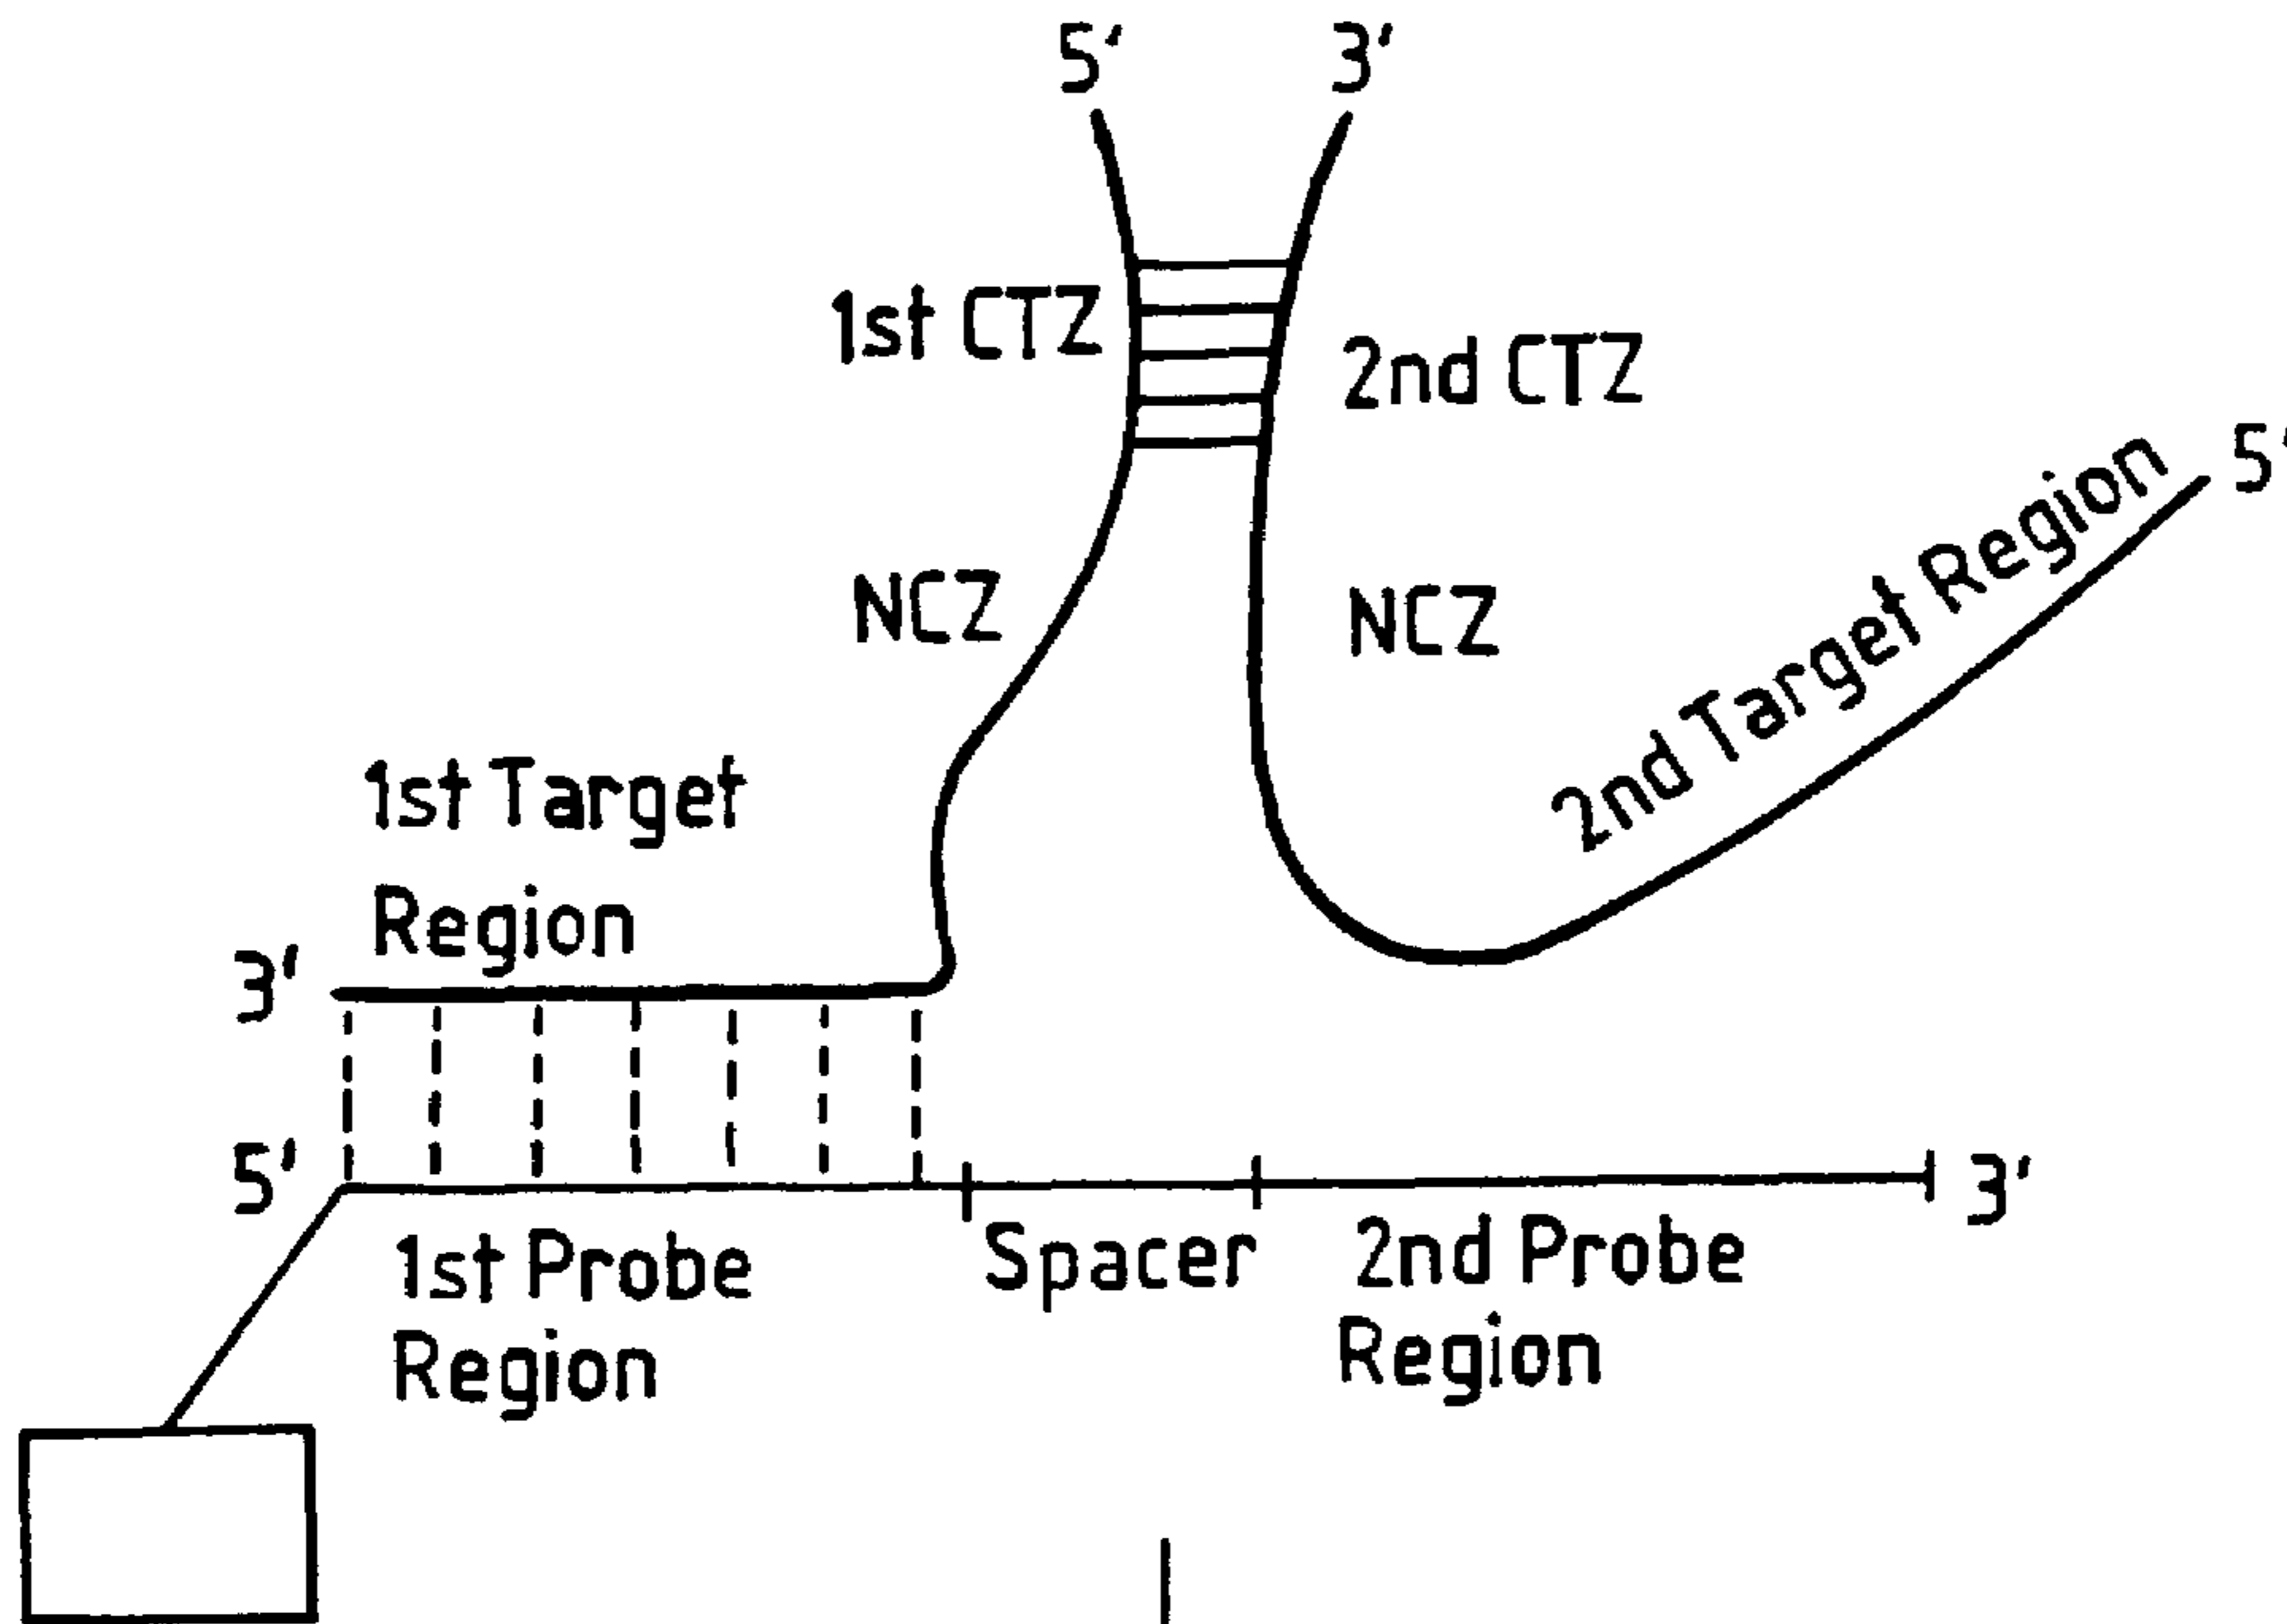 5' 3'
1st CTZ
2nd CTZ
5'
NCZ
NCZ
2nd Target Region
1st Target
Region
3'
5'
3'
1st Probe
Region
Spacer
2nd Probe
Region